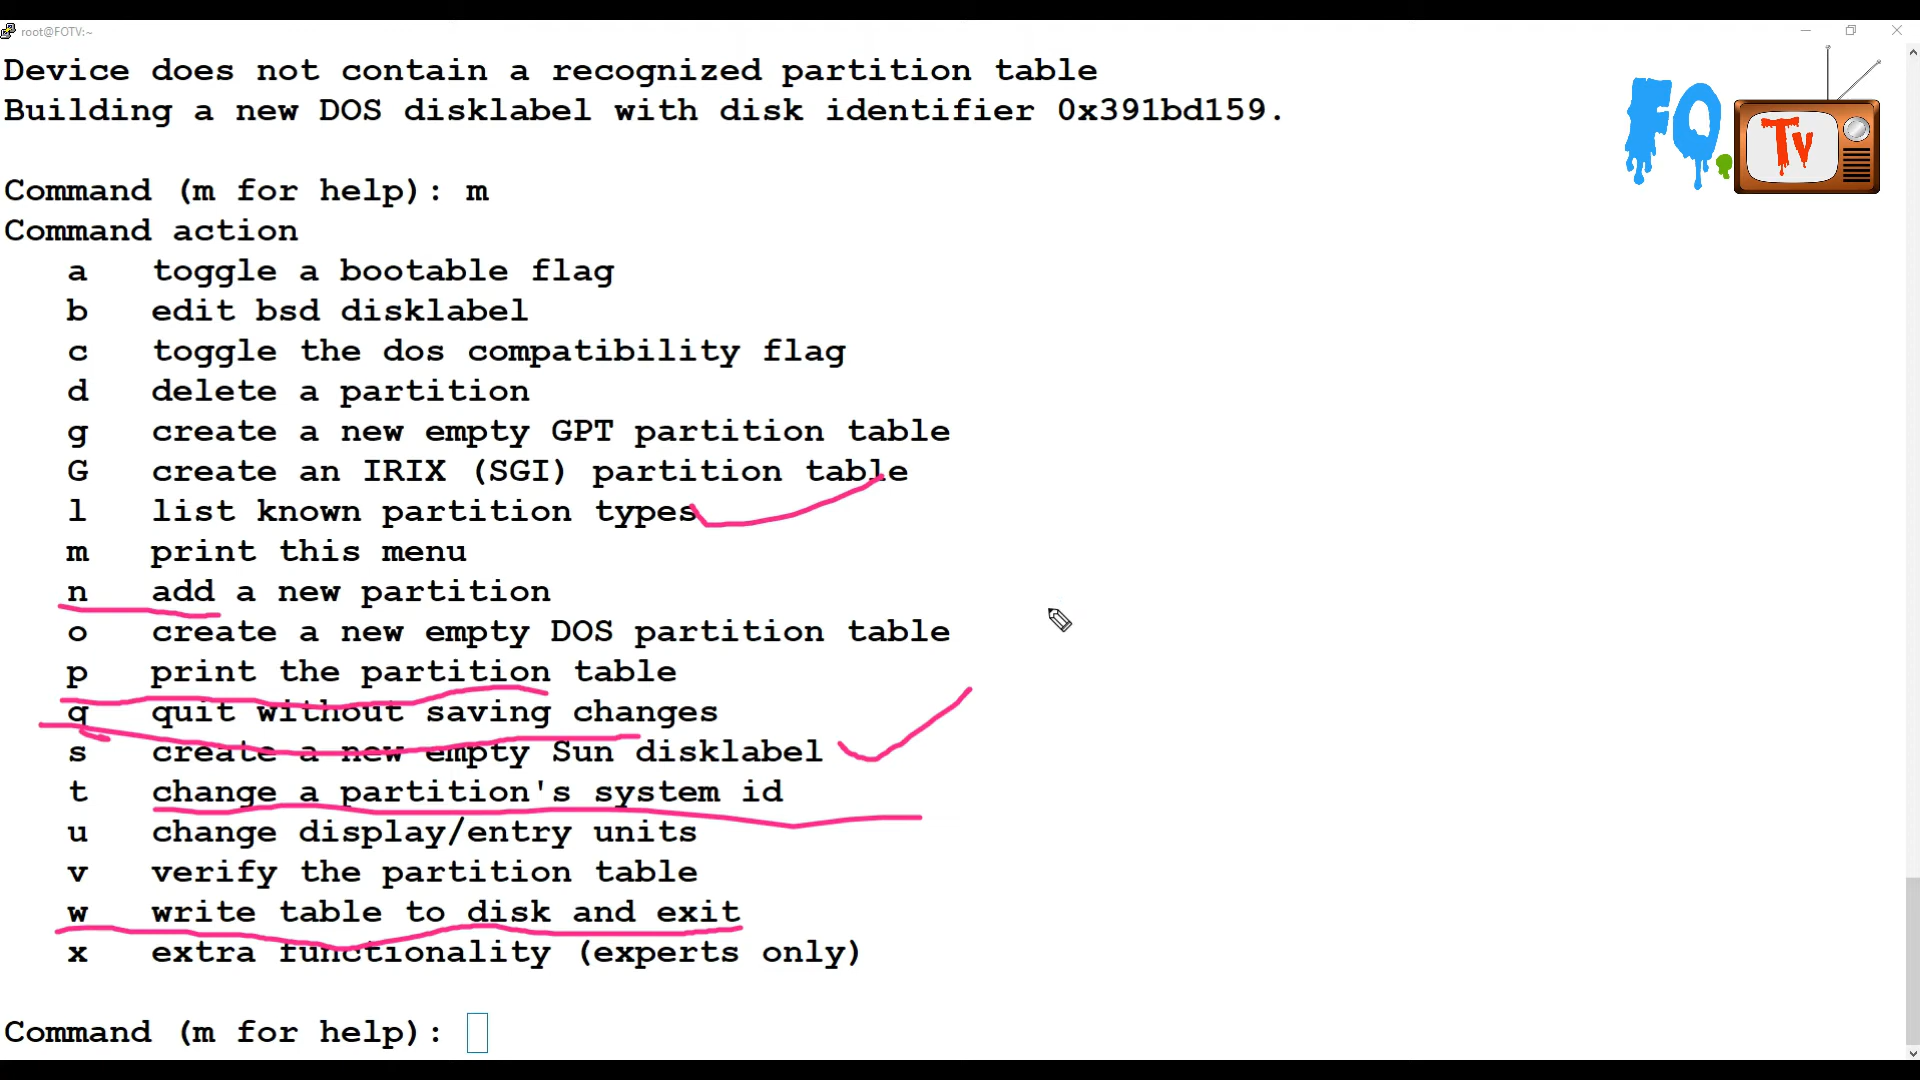 root@FOTV:~
Device does not contain a recognized partition table
Building a new DOS disklabel with disk identifier 0x391bd159.
FO.
Tv
Command (m for help): m
Command action
a toggle a bootable flag
b edit bsd disklabel
c toggle the dos compatibility flag
d delete a partition
g create a new empty GPT partition table
G create an IRIX (SGI) partition table
l list known partition types
m print this menu
n add a new partition
o create a new empty DOS partition table
p print the partition table
q quit without saving changes
s create a new empty Sun disklabel
t change a partition's system id
u change display/entry units
v verify the partition table
w write table to disk and exit
x extra functionality (experts only)
Command (m for help):